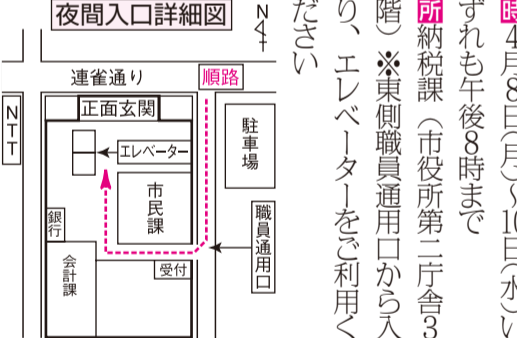 時 4月8日(月)〜10日(水)い
ずれも午後8時まで
所 納税課(市役所第二庁舎3
階)※東側職員通用口から入
り、エレベーターをご利用く
ださい
夜間入口詳細図
N
連雀通り
順路
NTT
正面玄関
駐車場
エレベーター
市民課
職員通用口
銀行
受付
会計課